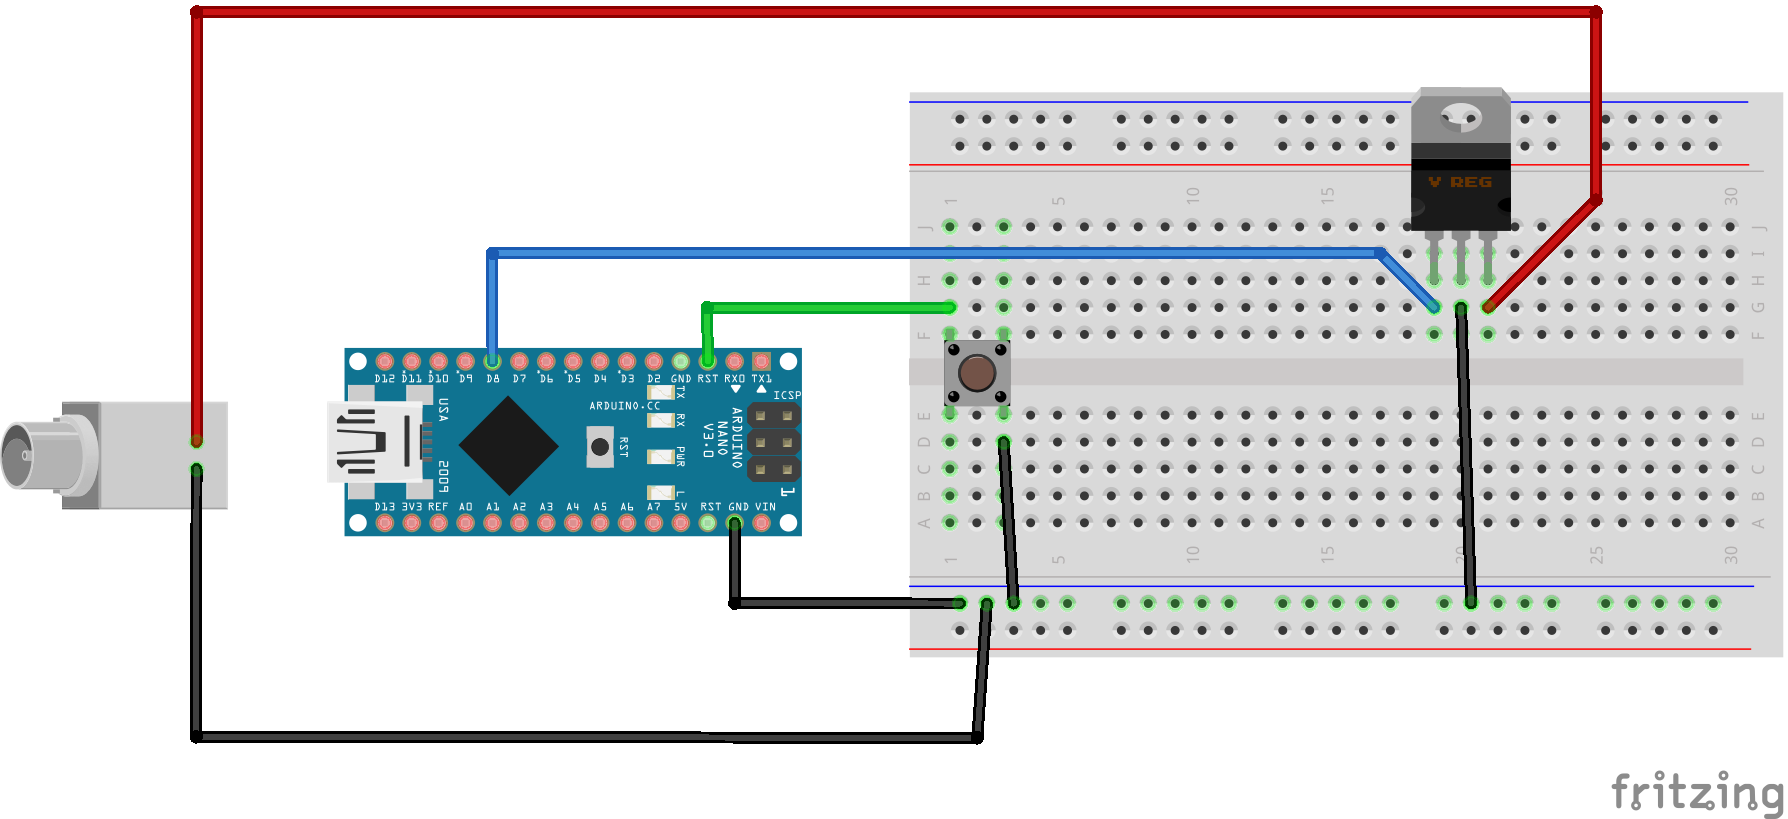 V REG
1 5 10 15 25 30
J J
I I
H H
G G
F F
D12 D11 D10 D9 D8 D7 D6 D5 D4 D3 D2 GND RST RX0 TX1
TX
ICSP
USA
ARDUINO.CC
RX
ARDUINO
NANO
V3.0
RST
PWR
2009
L
1
D13 3V3 REF A0 A1 A2 A3 A4 A5 A6 A7 5V RST GND VIN
E E
D D
C C
B B
A A
1 5 10 15 20 25 30
fritzing